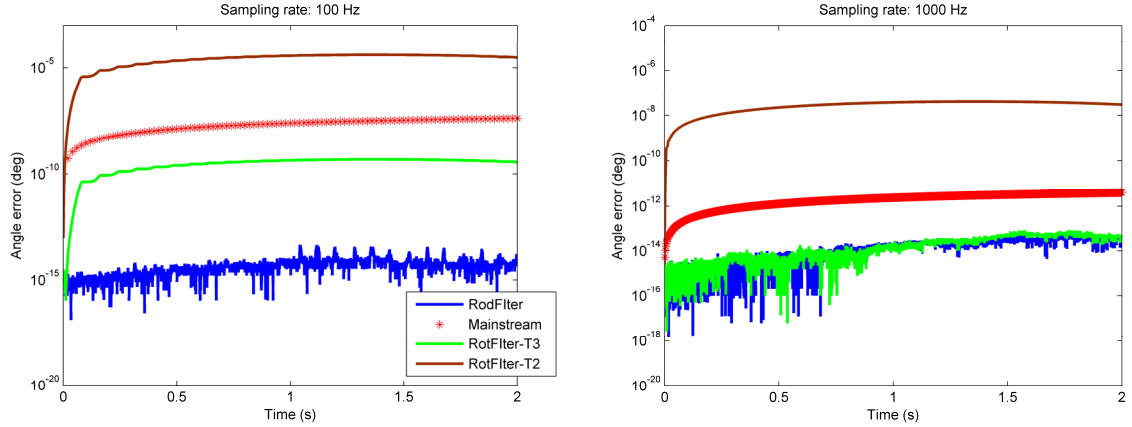 Sampling rate: 100 Hz
Angle error (deg)
10^-5
10^-10
10^-15
10^-20
0 0.5 1 1.5 2
Time (s)
RodFIter
Mainstream
RotFIter-T3
RotFIter-T2
Sampling rate: 1000 Hz
Angle error (deg)
10^-4
10^-6
10^-8
10^-10
10^-12
10^-14
10^-16
10^-18
10^-20
0 0.5 1 1.5 2
Time (s)